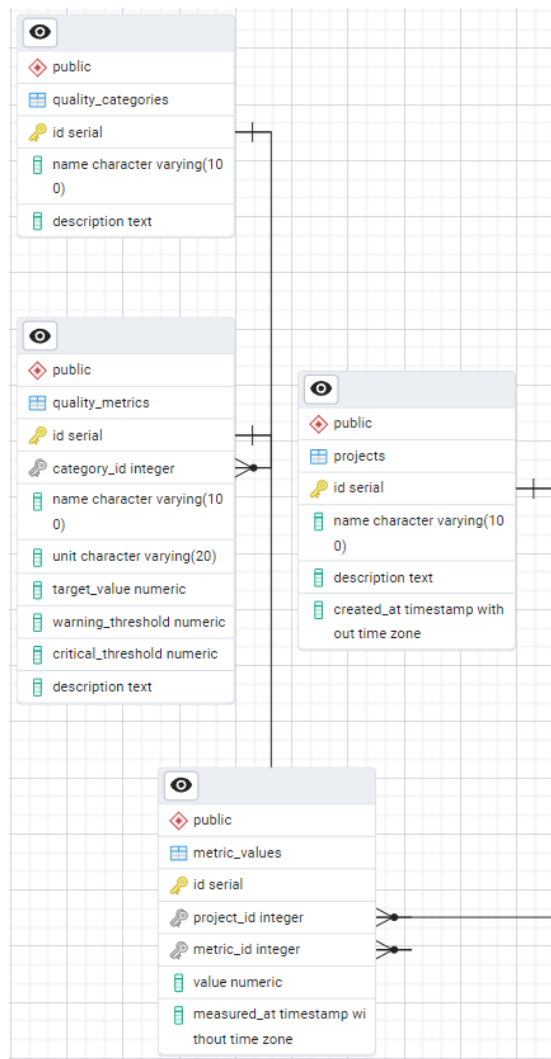 public
quality_categories
id serial
name character varying(10
0)
description text
public
quality_metrics
id serial
category_id integer
name character varying(10
0)
unit character varying(20)
target_value numeric
warning_threshold numeric
critical_threshold numeric
description text
public
projects
id serial
name character varying(10
0)
description text
created_at timestamp with
out time zone
public
metric_values
id serial
project_id integer
metric_id integer
value numeric
measured_at timestamp wi
thout time zone